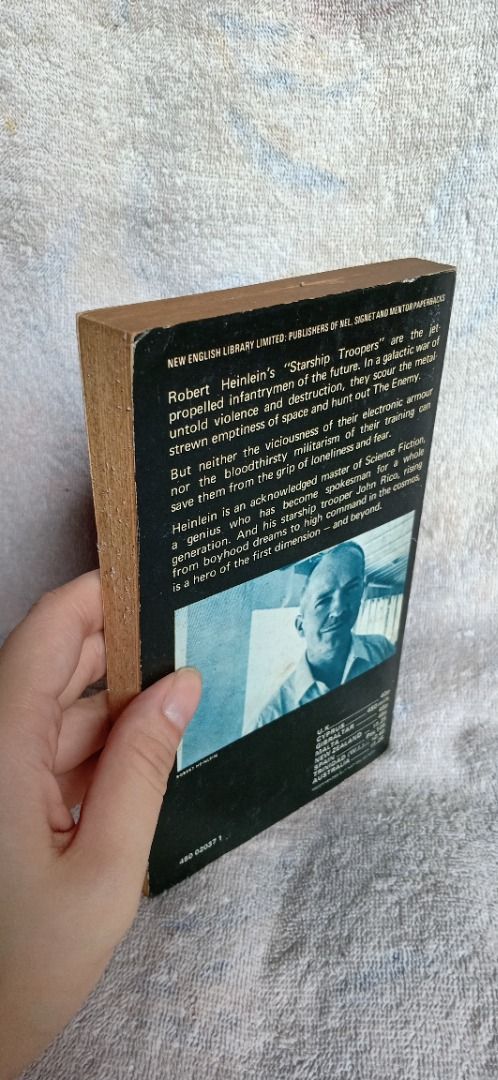 NEW ENGLISH LIBRARY LIMITED: PUBLISHERS OF NEL. SIGNET AND MENTOR PAPERBACKS
Robert Heinlein's "Starship Troopers" are the jet-
propelled infantrymen of the future. In a galactic war of
untold violence and destruction, they scour the metal-
strewn emptiness of space and hunt out The Enemy.
But neither the viciousness of their electronic armour
nor the bloodthirsty militarism of their training can
save them from the grip of loneliness and fear.
Heinlein is an acknowledged master of Science Fiction,
a genius who has become spokesman for a whole
generation. And his starship trooper John Rico, rising
from boyhood dreams to high command in the cosmos,
is a hero of the first dimension — and beyond.
ROBERT HEINLEIN
U.K.
CYPRUS
GIBRALTAR
MALTA
NEW ZEALAND
SPAIN
TRINIDAD (W.I.)
AUSTRALIA
450 02037 1